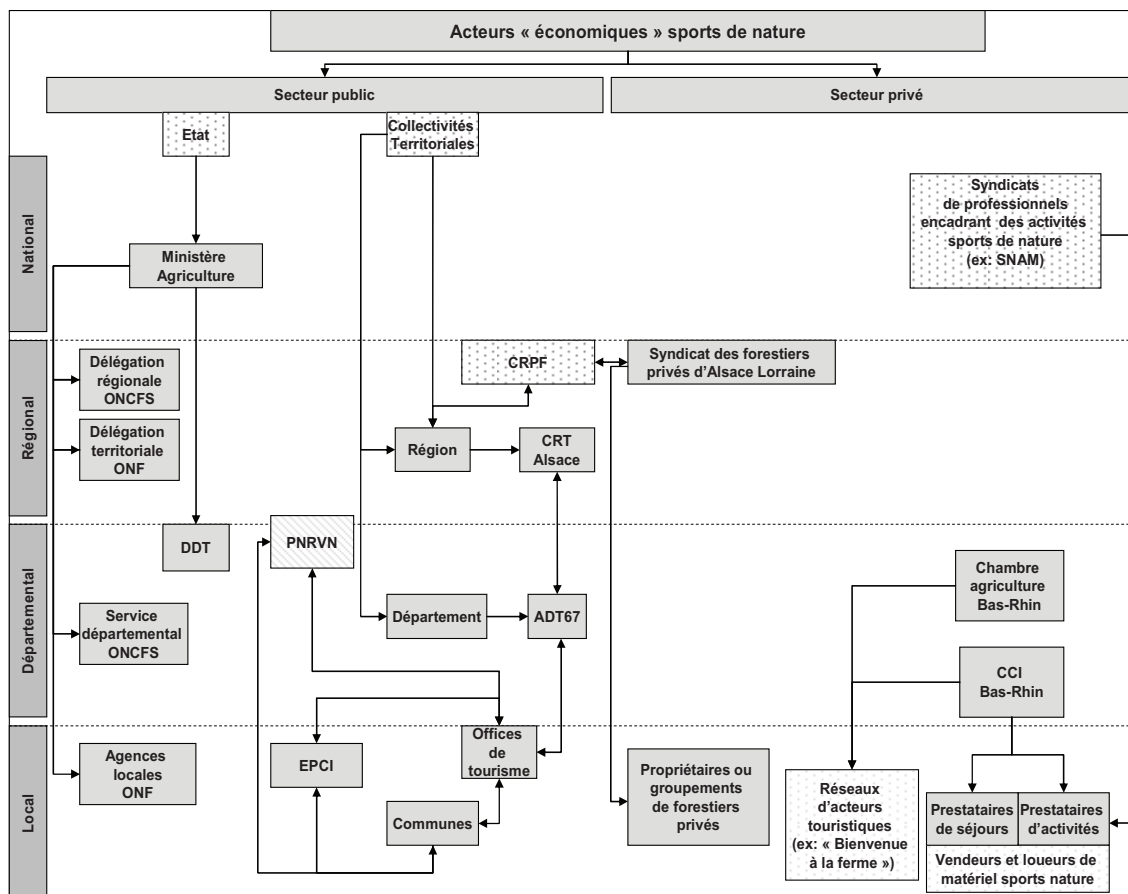 Acteurs « économiques » sports de nature
Secteur public
Secteur privé
Etat
Collectivités
Territoriales
National
Syndicats
de professionnels
encadrant des activités
sports de nature
(ex: SNAM)
Ministère
Agriculture
Régional
Délégation
régionale
ONCFS
CRPF
Syndicat des forestiers
privés d’Alsace Lorraine
Délégation
territoriale
ONF
Région
CRT
Alsace
Départemental
DDT
PNRVN
Chambre
agriculture
Bas-Rhin
Service
départemental
ONCFS
Département
ADT67
CCI
Bas-Rhin
Local
Agences
locales
ONF
EPCI
Offices
de
tourisme
Communes
Propriétaires ou
groupements
de forestiers
privés
Réseaux
d’acteurs
touristiques
(ex: « Bienvenue
à la ferme »)
Prestataires
de séjours
Prestataires
d’activités
Vendeurs et loueurs de
matériel sports nature